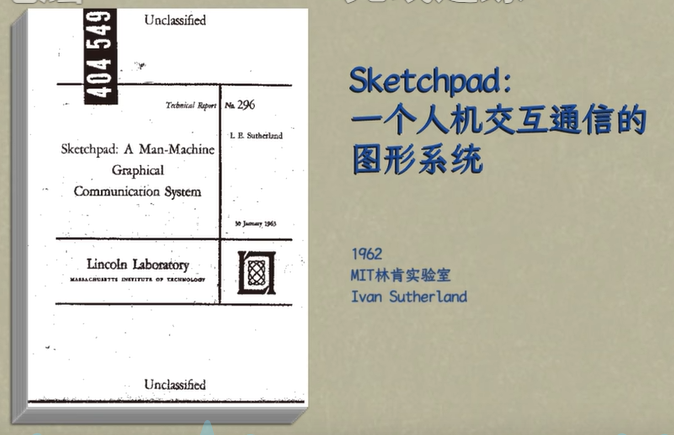 Unclassified
404 549
Technical Report No. 296
I. E. Sutherland
Sketchpad: A Man-Machine
Graphical
Communication System
30 January 1963
Lincoln Laboratory
MASSACHUSETTS INSTITUTE OF TECHNOLOGY
Unclassified
Sketchpad:
一个人机交互通信的
图形系统
1962
MIT林肯实验室
Ivan Sutherland